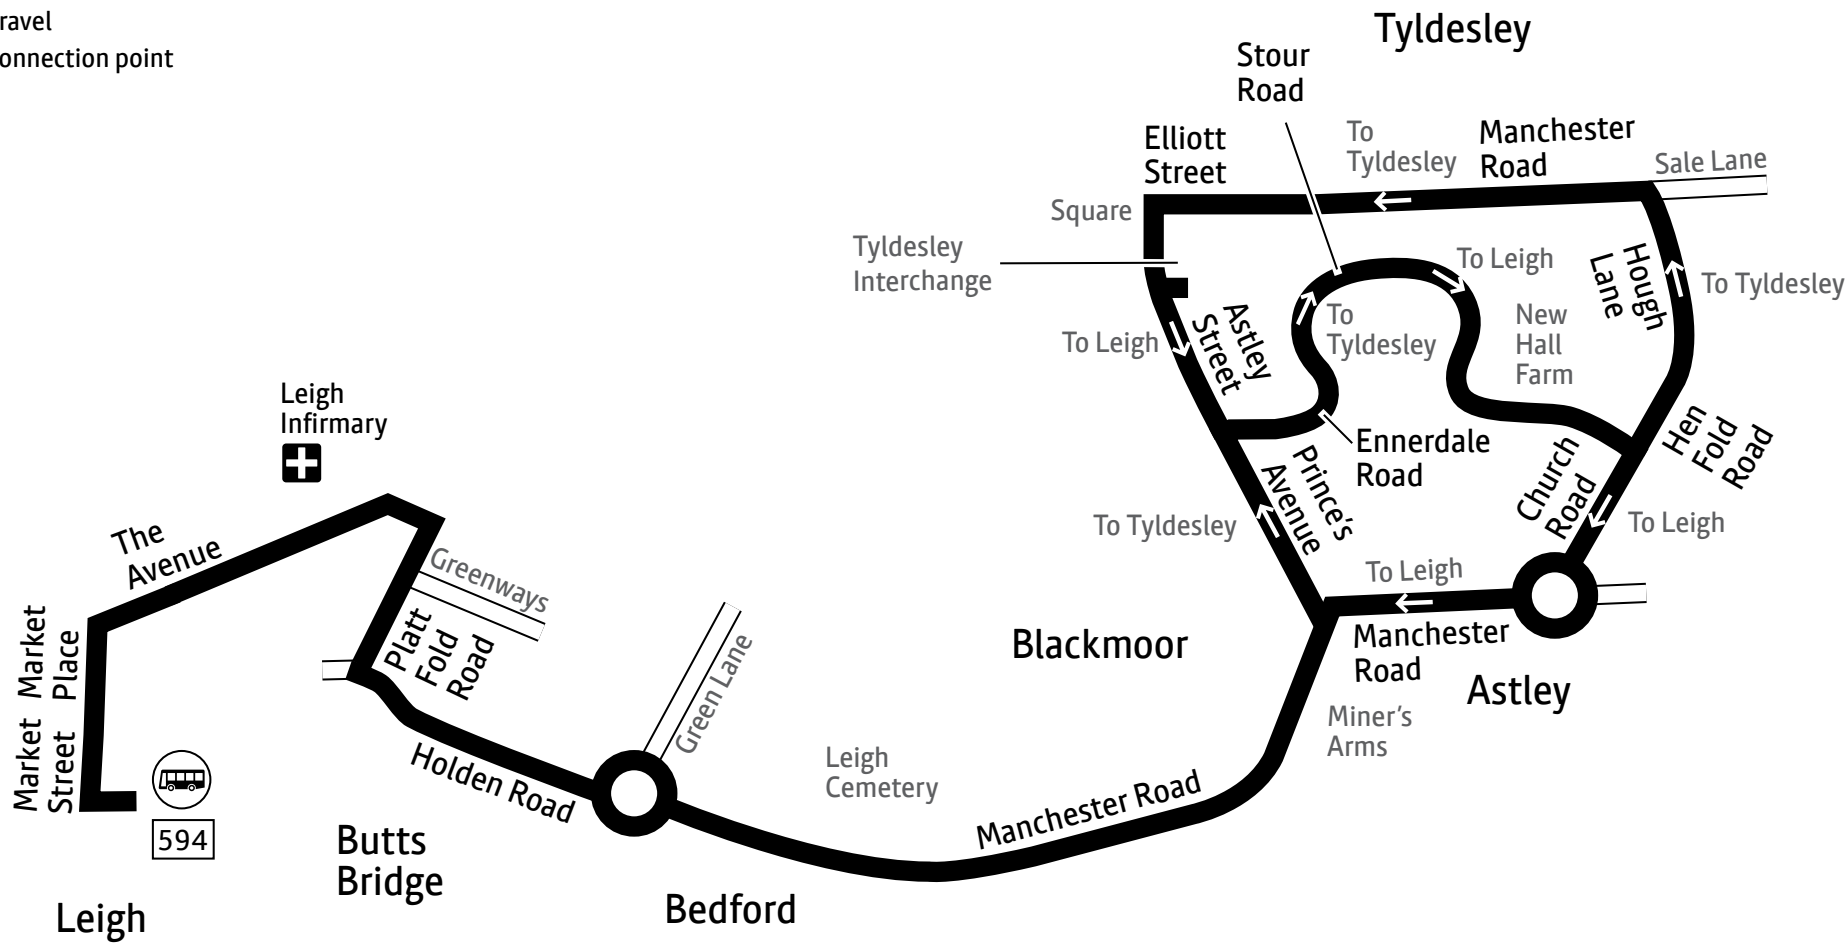 ravel
onnection point
Tyldesley
Stour
Road
Elliott
Street
To
Tyldesley
Manchester
Road
Sale Lane
Square
Tyldesley
Interchange
To Leigh
Hough
Lane
To Tyldesley
To Leigh
Astley
Street
To
Tyldesley
New
Hall
Farm
Leigh
Infirmary
Ennerdale
Road
Hen
Fold
Road
Prince's
Avenue
Church
Road
To Tyldesley
To Leigh
The
Avenue
Greenways
To Leigh
Market Market
Street Place
Platt
Fold
Road
Green Lane
Blackmoor
Manchester
Road
Astley
Miner's
Arms
Holden Road
Leigh
Cemetery
Manchester Road
594
Butts
Bridge
Bedford
Leigh